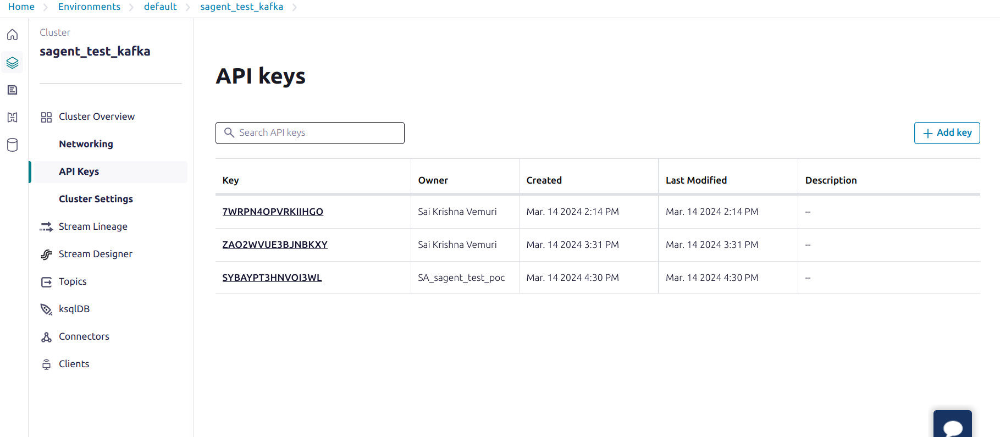 Home > Environments > default > sagent_test_kafka >
Cluster
sagent_test_kafka
Cluster Overview
Networking
API Keys
Cluster Settings
Stream Lineage
Stream Designer
Topics
ksqlDB
Connectors
Clients
API keys
Search API keys
+ Add key
Key Owner Created Last Modified Description
7WRPN4OPVRKIIHGO Sai Krishna Vemuri Mar. 14 2024 2:14 PM Mar. 14 2024 2:14 PM --
ZAO2WVUE3BJNBKXY Sai Krishna Vemuri Mar. 14 2024 3:31 PM Mar. 14 2024 3:31 PM --
SYBAYPT3HNVOI3WL SA_sagent_test_poc Mar. 14 2024 4:30 PM Mar. 14 2024 4:30 PM --